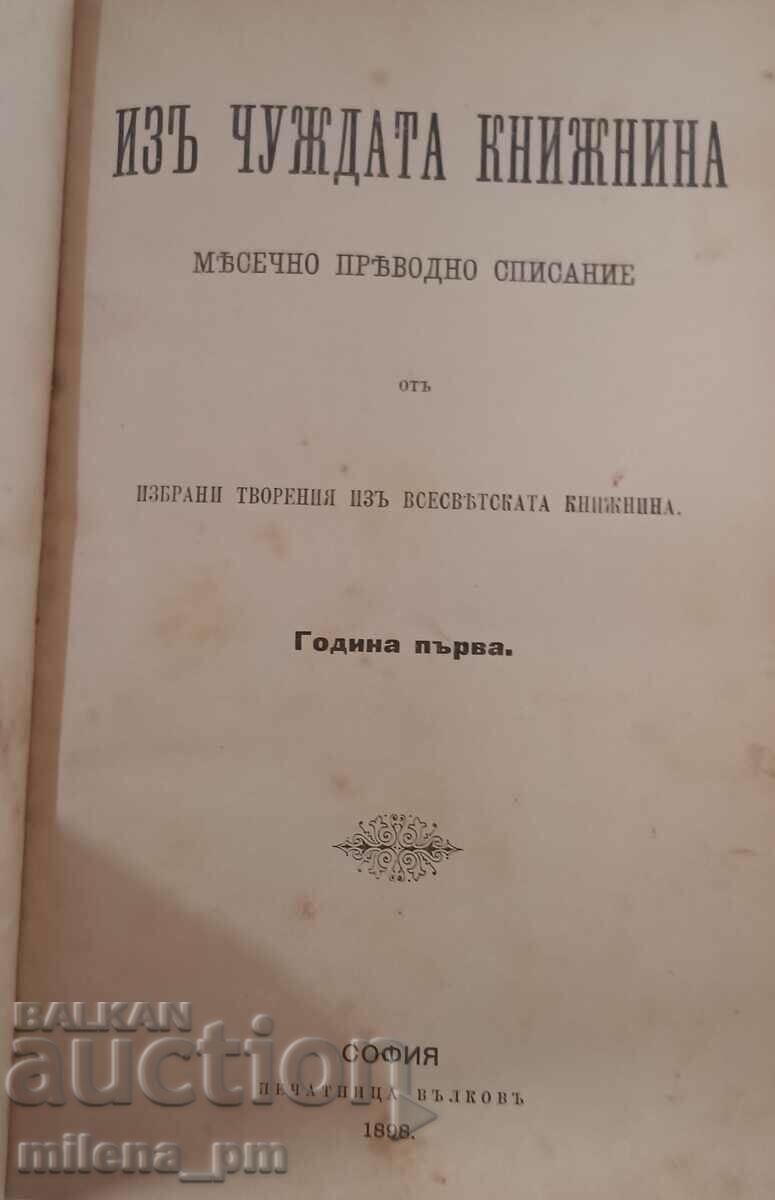 ИЗЪ ЧУЖДАТА КНИЖНИНА
МѢСЕЧНО ПРѢВОДНО СПИСАНИЕ
отъ
ИЗБРАНИ ТВОРЕНИЯ ИЗЪ ВСЕСВѢТСКАТА КНИЖНИНА.
Година първа.
СОФИЯ
ПЕЧАТНИЦА ВЪЛКОВЪ
1898.
BALKAN
auction
milena_pm